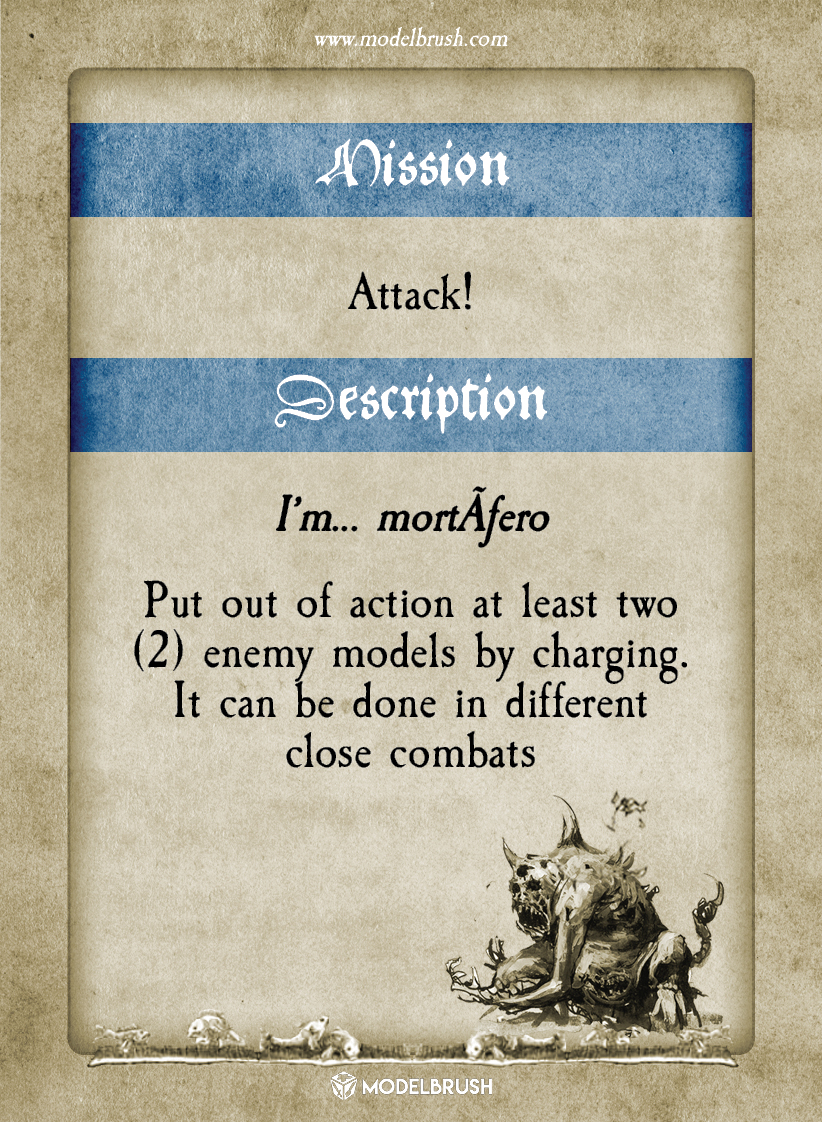 www.modelbrush.com
Mission
Attack!
Description
I'm... mortÃfero
Put out of action at least two
(2) enemy models by charging.
It can be done in different
close combats
MODELBRUSH